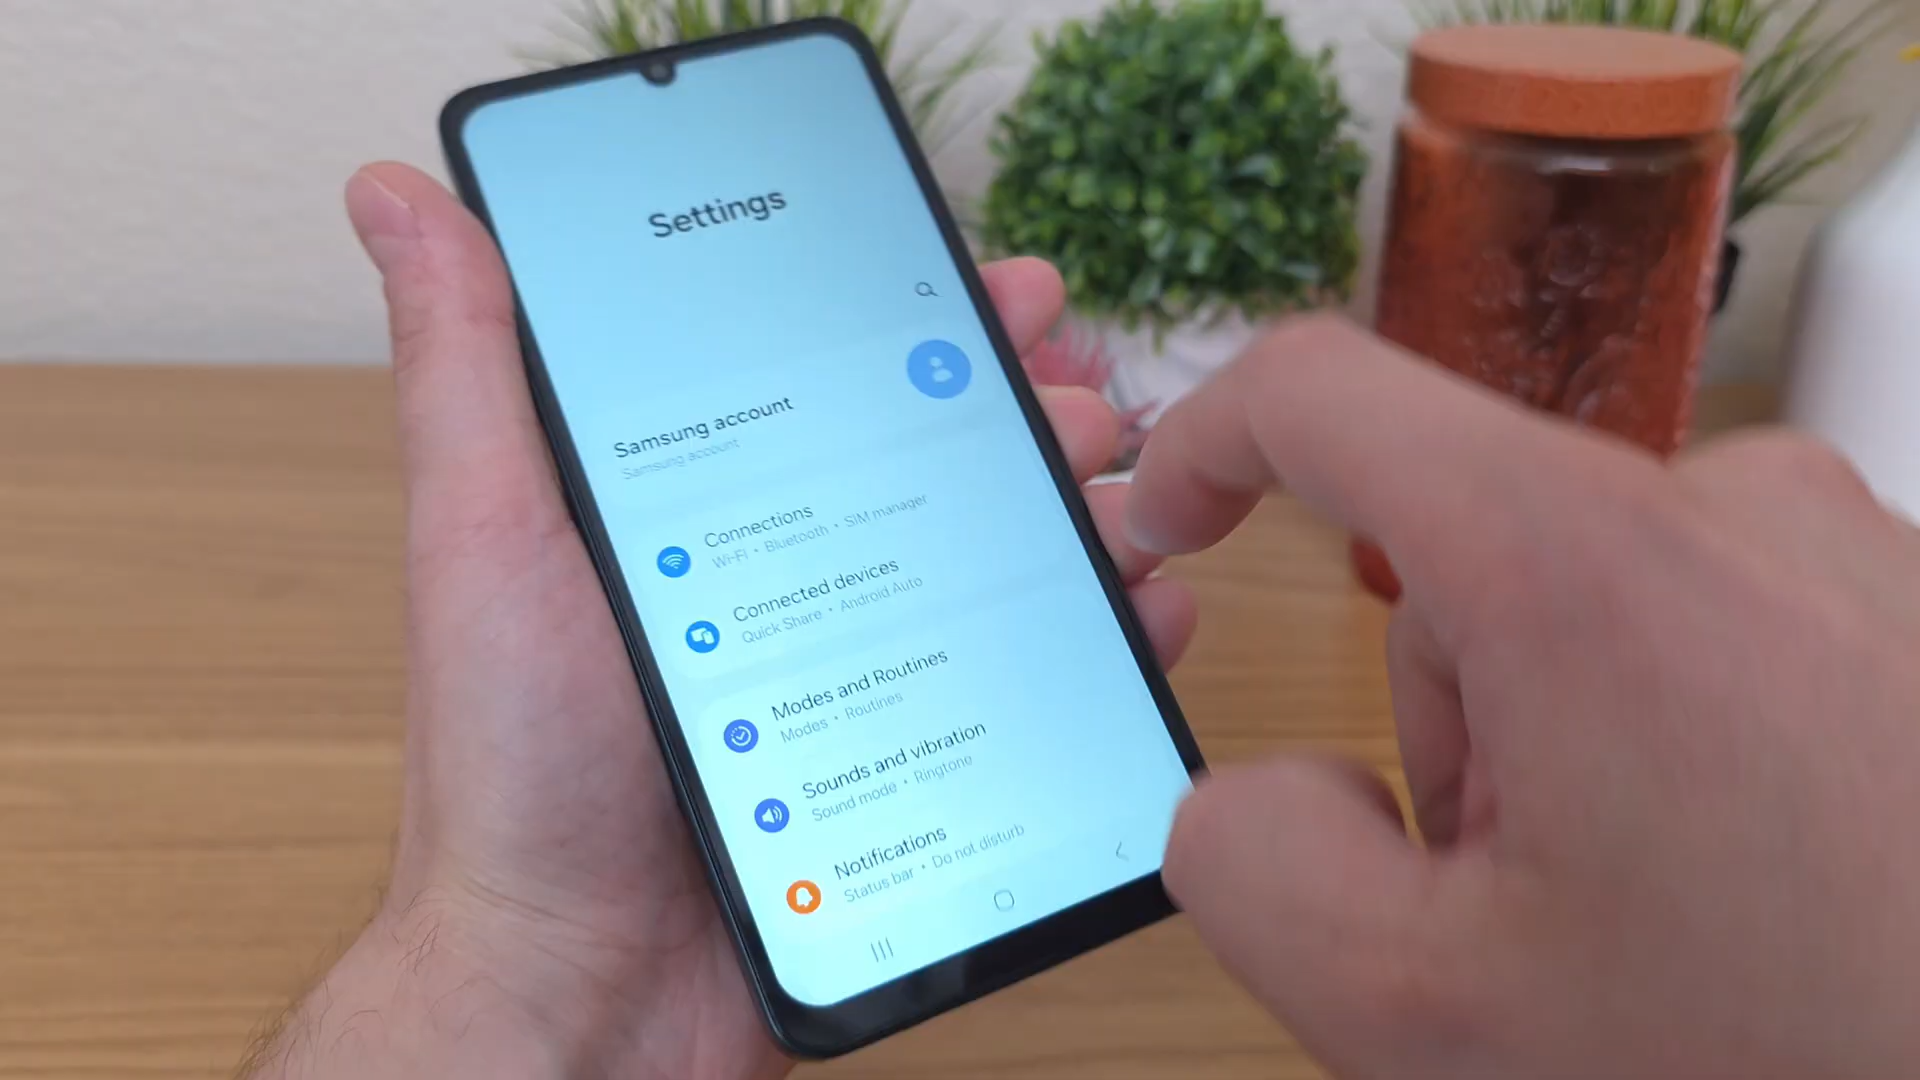 Settings
Samsung account
Samsung account
Connections
Wi-Fi • Bluetooth • SIM manager
Connected devices
Quick Share • Android Auto
Modes and Routines
Modes • Routines
Sounds and vibration
Sound mode • Ringtone
Notifications
Status bar • Do not disturb